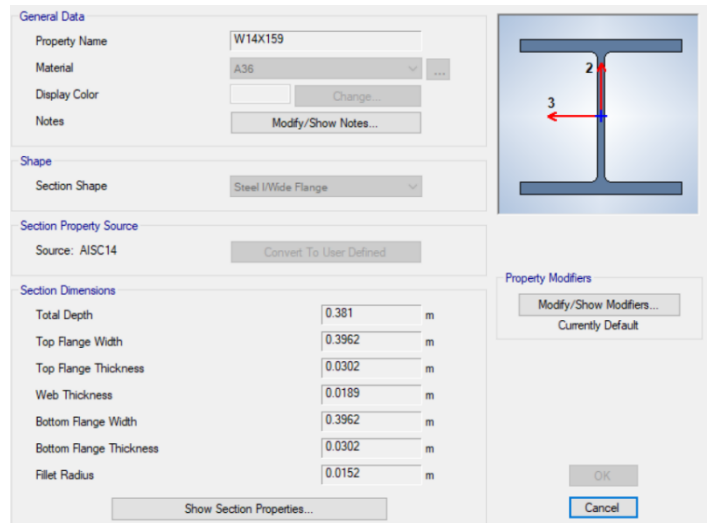 General Data
Property Name W14X159
Material A36 ...
Display Color Change...
Notes Modify/Show Notes...
2
3
Shape
Section Shape Steel I/Wide Flange
Section Property Source
Source: AISC14 Convert To User Defined
Property Modifiers
Modify/Show Modifiers...
Currently Default
Section Dimensions
Total Depth 0.381 m
Top Flange Width 0.3962 m
Top Flange Thickness 0.0302 m
Web Thickness 0.0189 m
Bottom Flange Width 0.3962 m
Bottom Flange Thickness 0.0302 m
Fillet Radius 0.0152 m
Show Section Properties...
OK
Cancel